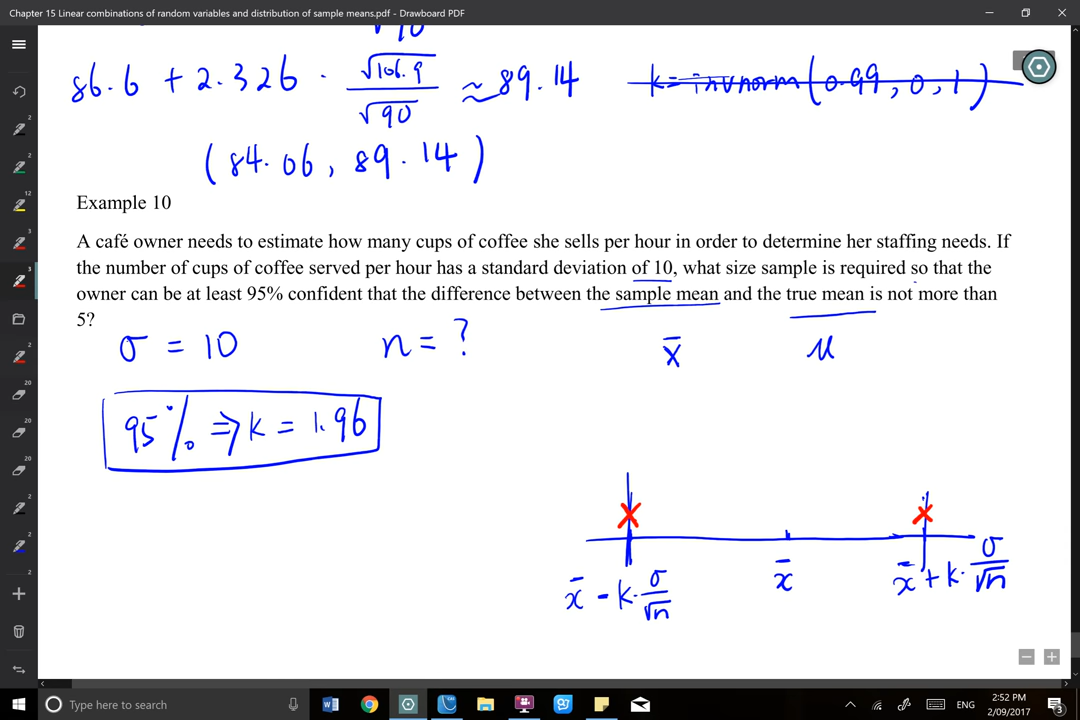 Chapter 15 Linear combinations of random variables and distribution of sample means.pdf - Drawboard PDF
86.6 + 2.326 · √106.9 / √90 ≈ 89.14
k = invnorm(0.99, 0, 1)
(84.06, 89.14)
Example 10
A café owner needs to estimate how many cups of coffee she sells per hour in order to determine her staffing needs. If
the number of cups of coffee served per hour has a standard deviation of 10, what size sample is required so that the
owner can be at least 95% confident that the difference between the sample mean and the true mean is not more than
5?
σ = 10 n = ? x̄ μ
95% ⇒ k = 1.96
x̄ - k · σ/√n x̄ x̄ + k · σ/√n
Type here to search
ENG
2:52 PM
2/09/2017